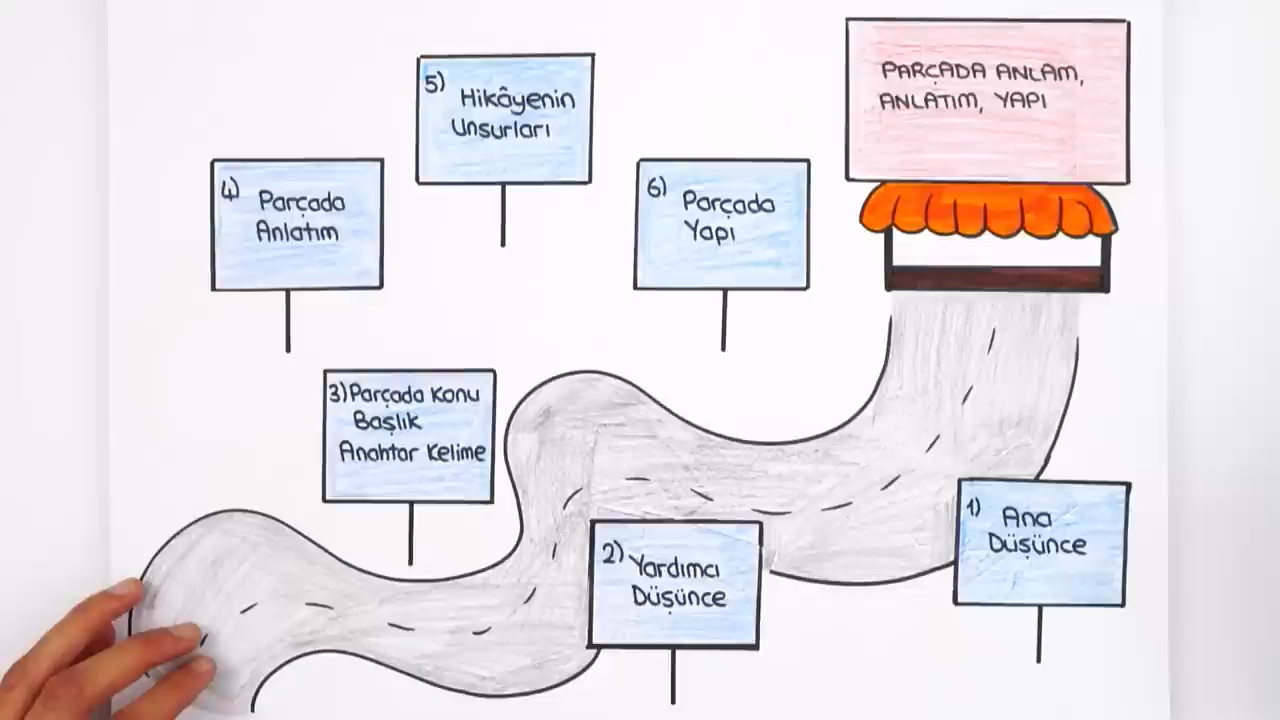 PARÇADA ANLAM,
ANLATIM, YAPI
1) Ana
Düşünce
2) Yardımcı
Düşünce
3) Parçada Konu
Başlık
Anahtar Kelime
4) Parçada
Anlatım
5) Hikâyenin
Unsurları
6) Parçada
Yapı